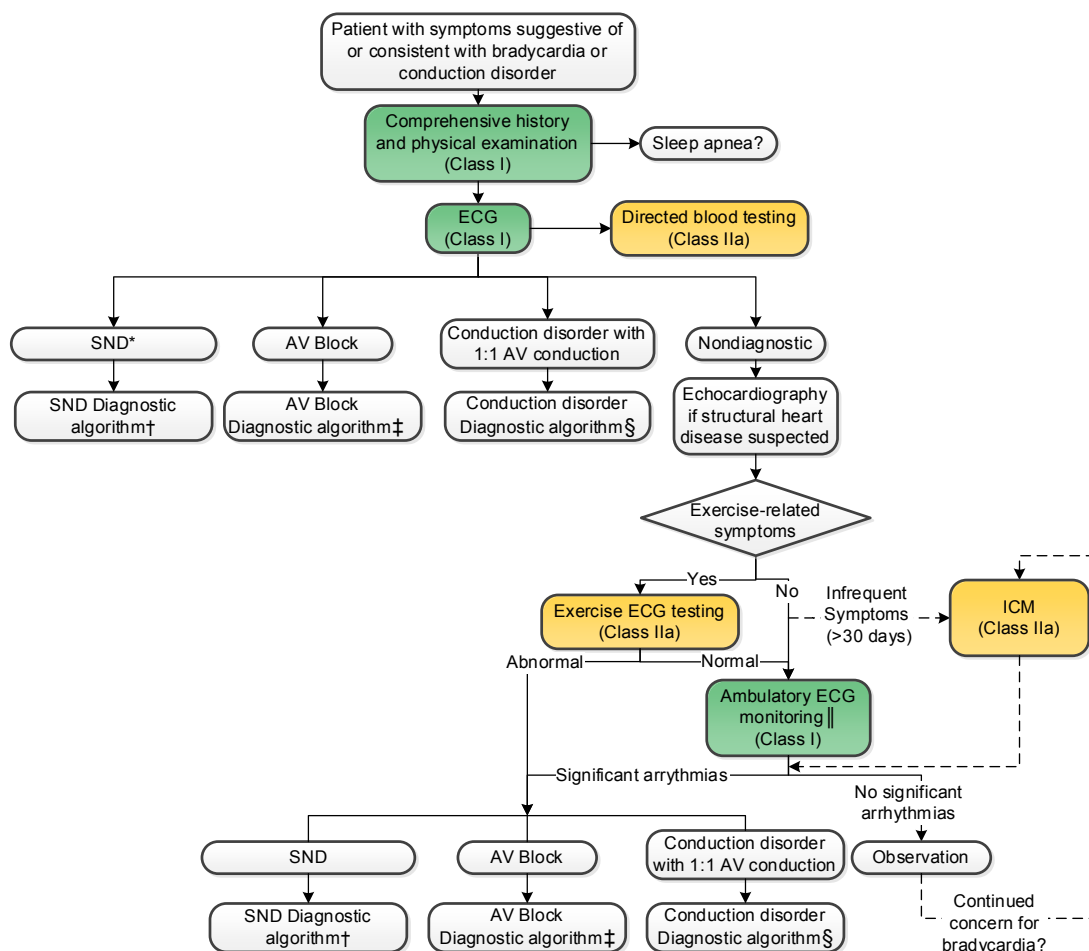 Patient with symptoms suggestive of
or consistent with bradycardia or
conduction disorder
Comprehensive history
and physical examination
(Class I)
Sleep apnea?
ECG
(Class I)
Directed blood testing
(Class IIa)
SND*
AV Block
Conduction disorder with
1:1 AV conduction
Nondiagnostic
SND Diagnostic
algorithm†
AV Block
Diagnostic algorithm‡
Conduction disorder
Diagnostic algorithm§
Echocardiography
if structural heart
disease suspected
Exercise-related
symptoms
Yes
No
Exercise ECG testing
(Class IIa)
Infrequent
Symptoms
(>30 days)
ICM
(Class IIa)
Abnormal
Normal
Ambulatory ECG
monitoring‖
(Class I)
Significant arrythmias
No significant
arrhythmias
SND
AV Block
Conduction disorder
with 1:1 AV conduction
Observation
SND Diagnostic
algorithm†
AV Block
Diagnostic algorithm‡
Conduction disorder
Diagnostic algorithm§
Continued
concern for
bradycardia?